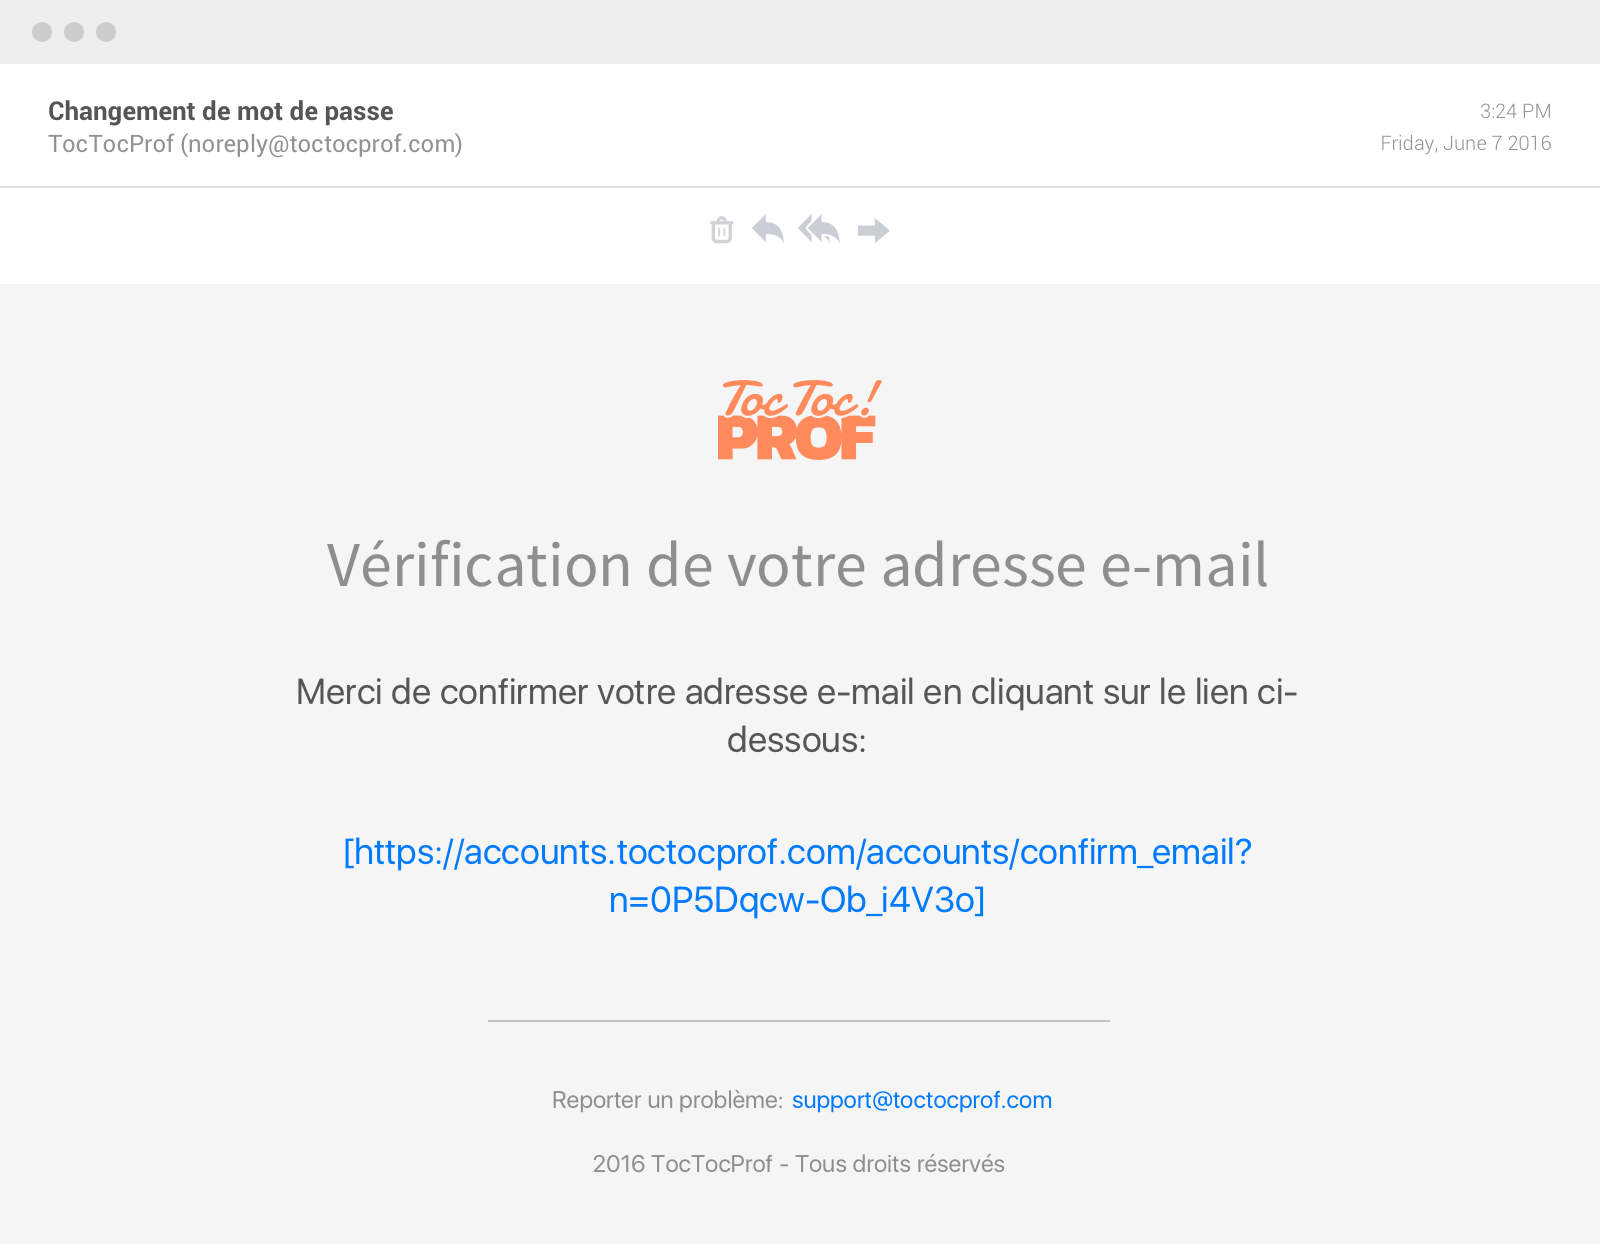 Changement de mot de passe
3:24 PM
TocTocProf (noreply@toctocprof.com)
Friday, June 7 2016
Toc Toc!
PROF
Vérification de votre adresse e-mail
Merci de confirmer votre adresse e-mail en cliquant sur le lien ci-
dessous:
[https://accounts.toctocprof.com/accounts/confirm_email?
n=0P5Dqcw-Ob_i4V3o]
Reporter un problème: support@toctocprof.com
2016 TocTocProf - Tous droits réservés